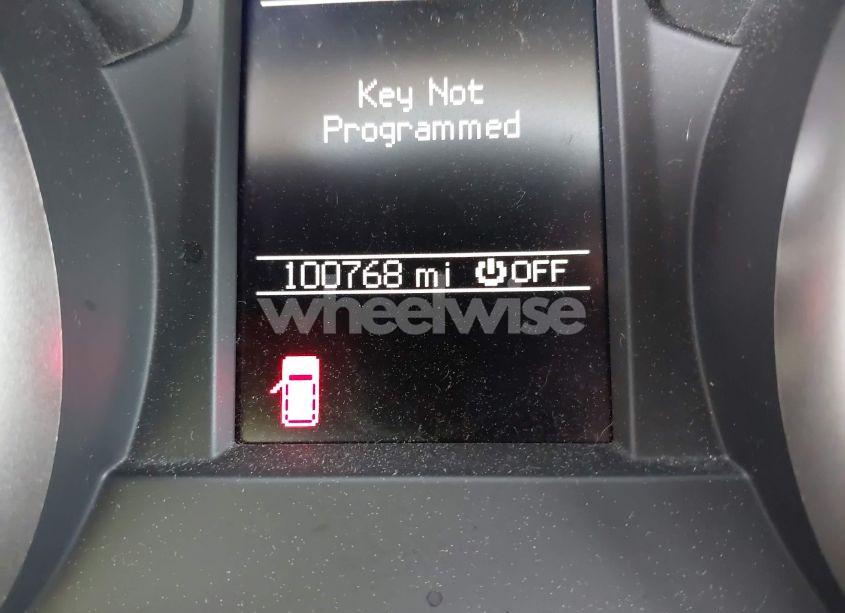 Key Not
Programmed
100768 mi OFF
wheelwise